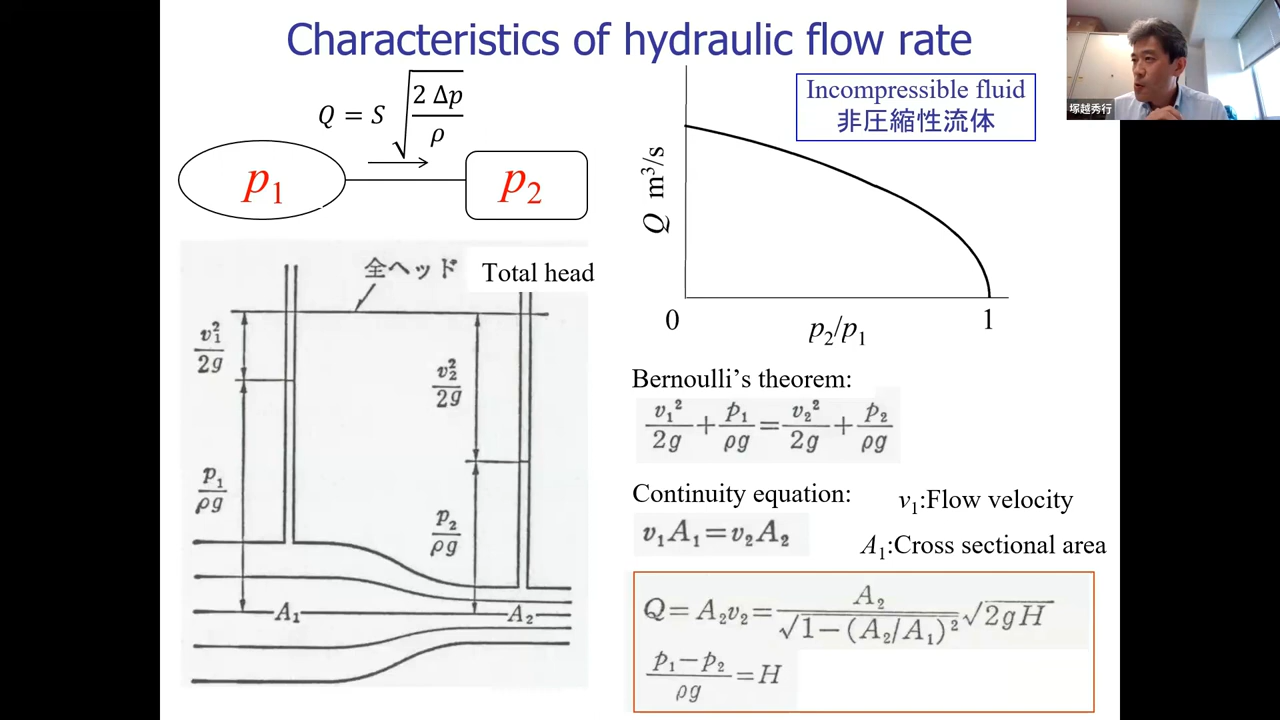 Characteristics of hydraulic flow rate
塚越秀行
Q = S √(2 Δp / ρ)
p₁
p₂
Incompressible fluid
非圧縮性流体
Q m³/s
0
p₂/p₁
1
全ヘッド
Total head
v₁²/2g
v₂²/2g
p₁/ρg
p₂/ρg
A₁
A₂
Bernoulli’s theorem:
v₁²/2g + p₁/ρg = v₂²/2g + p₂/ρg
Continuity equation:
v₁A₁=v₂A₂
v₁:Flow velocity
A₁:Cross sectional area
Q= A₂v₂= A₂/√(1−(A₂/A₁)²) √(2gH)
(p₁−p₂)/ρg = H